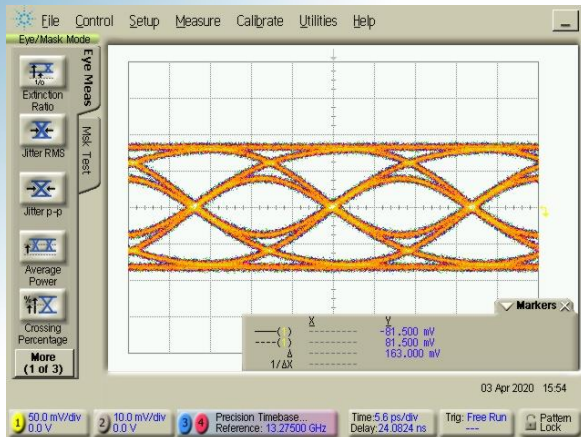 File Control Setup Measure Calibrate Utilities Help
Eye/Mask Mode
Eye Meas
Msk Test
Extinction
Ratio
Jitter RMS
Jitter p-p
Average
Power
Crossing
Percentage
More
(1 of 3)
Markers
X Y
1 -81.500 mV
1 81.500 mV
Δ 163.000 mV
1/ΔX
03 Apr 2020 15:54
1 50.0 mV/div
0.0 V
2 10.0 mV/div
0.0 V
3 4 Precision Timebase...
Reference: 13.27500 GHz
Time:5.6 ps/div
Delay:24.0824 ns
Trig: Free Run
---
Pattern
Lock